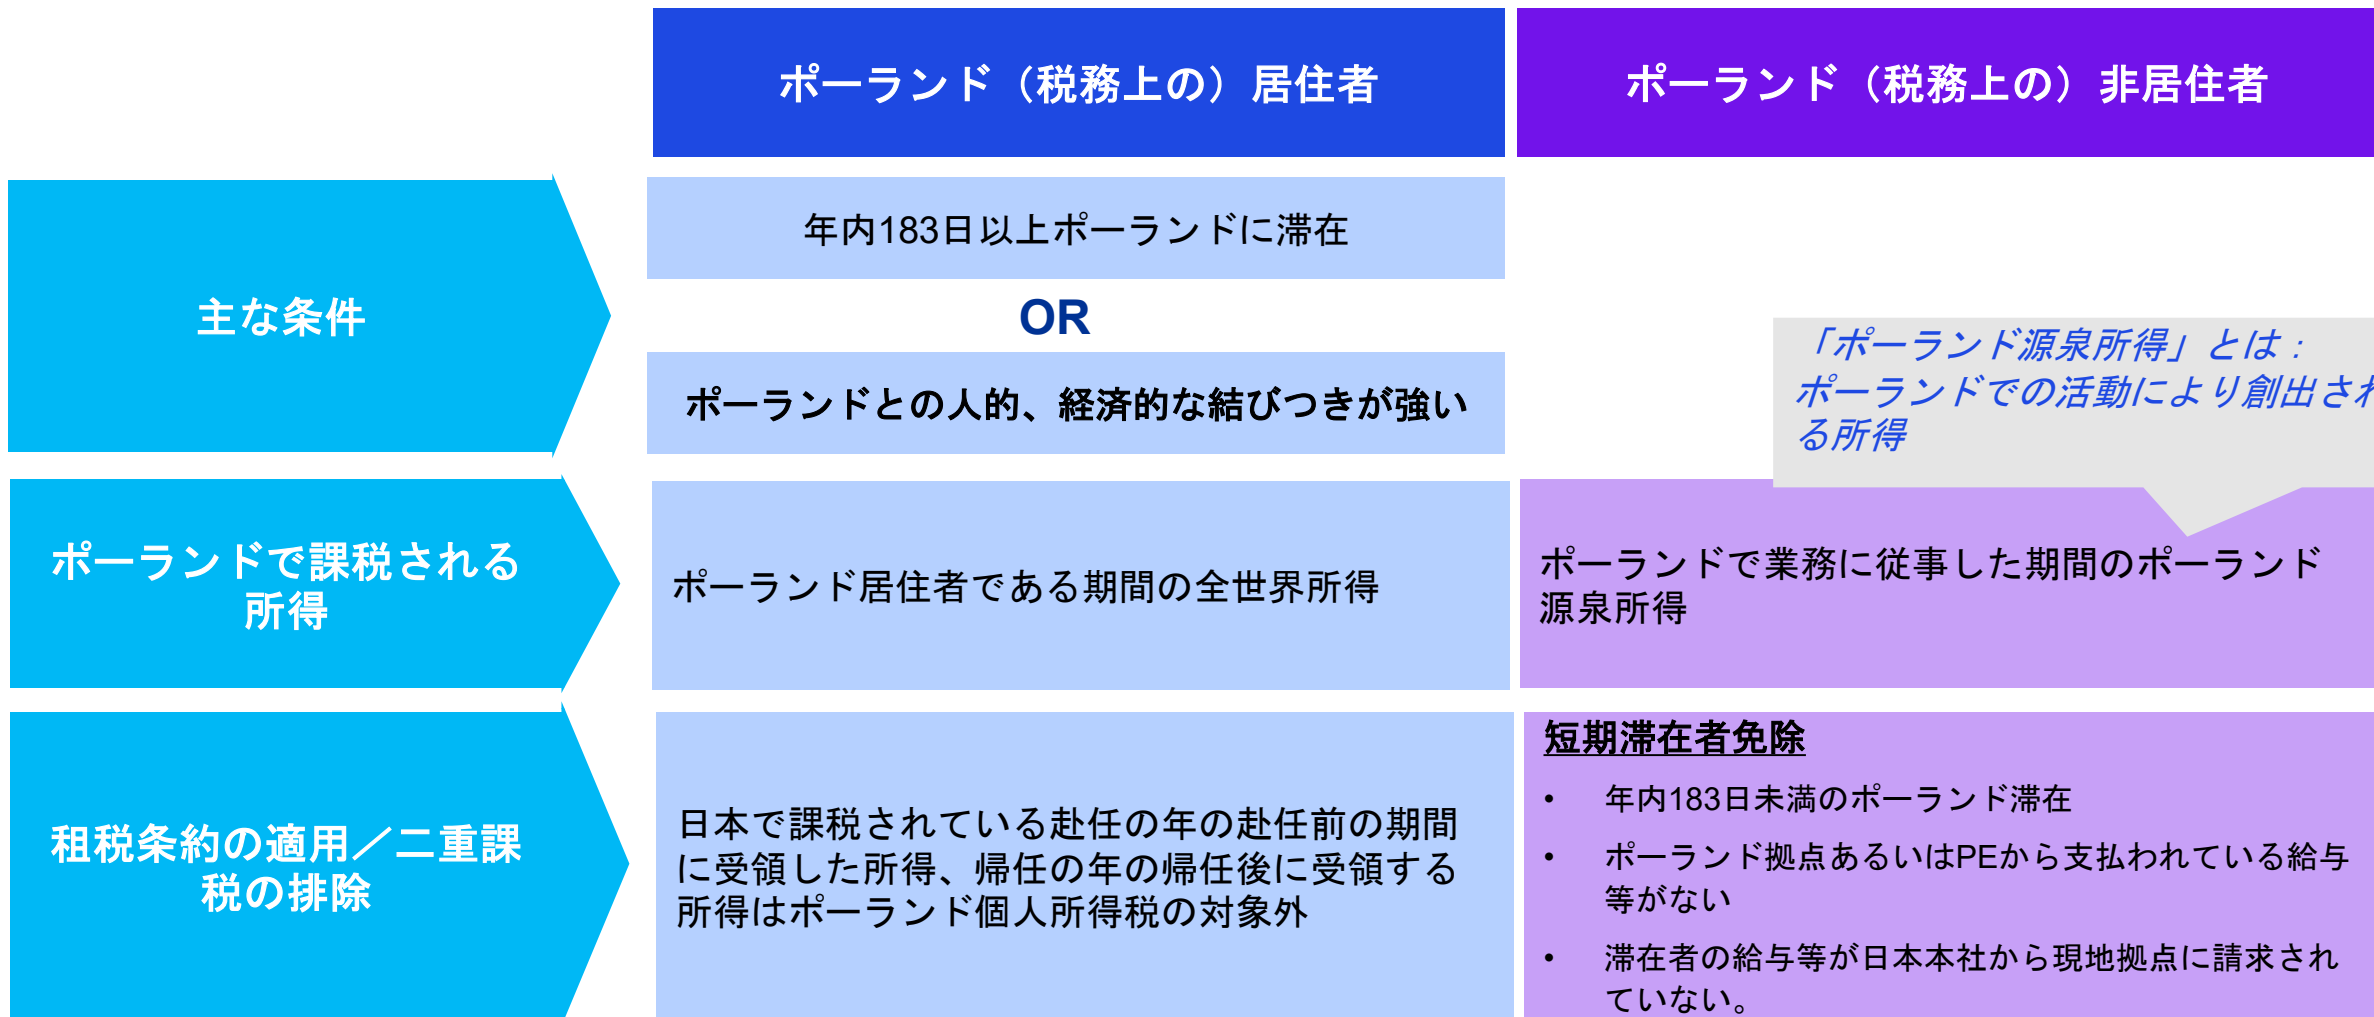 ポーランド（税務上の）居住者
ポーランド（税務上の）非居住者
主な条件
年内183日以上ポーランドに滞在
OR
ポーランドとの人的、経済的な結びつきが強い
「ポーランド源泉所得」とは：
ポーランドでの活動により創出され
る所得
ポーランドで課税される
所得
ポーランド居住者である期間の全世界所得
ポーランドで業務に従事した期間のポーランド
源泉所得
租税条約の適用／二重課
税の排除
日本で課税されている赴任の年の赴任前の期間
に受領した所得、帰任の年の帰任後に受領する
所得はポーランド個人所得税の対象外
短期滞在者免除
• 年内183日未満のポーランド滞在
• ポーランド拠点あるいはPEから支払われている給与
等がない
• 滞在者の給与等が日本本社から現地拠点に請求され
ていない。